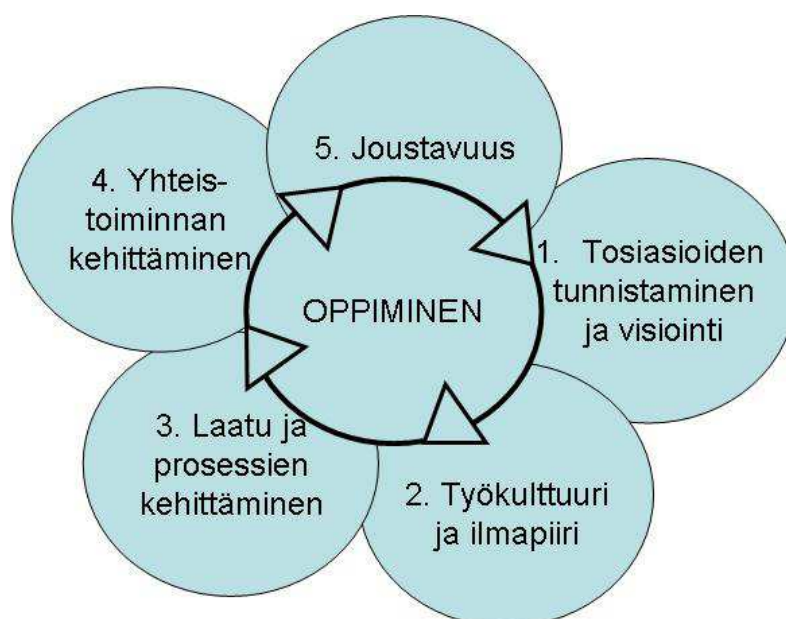 5. Joustavuus
4. Yhteis-
toiminnan
kehittäminen
1. Tosiasioiden
tunnistaminen
ja visiointi
OPPIMINEN
3. Laatu ja
prosessien
kehittäminen
2. Työkulttuuri
ja ilmapiiri